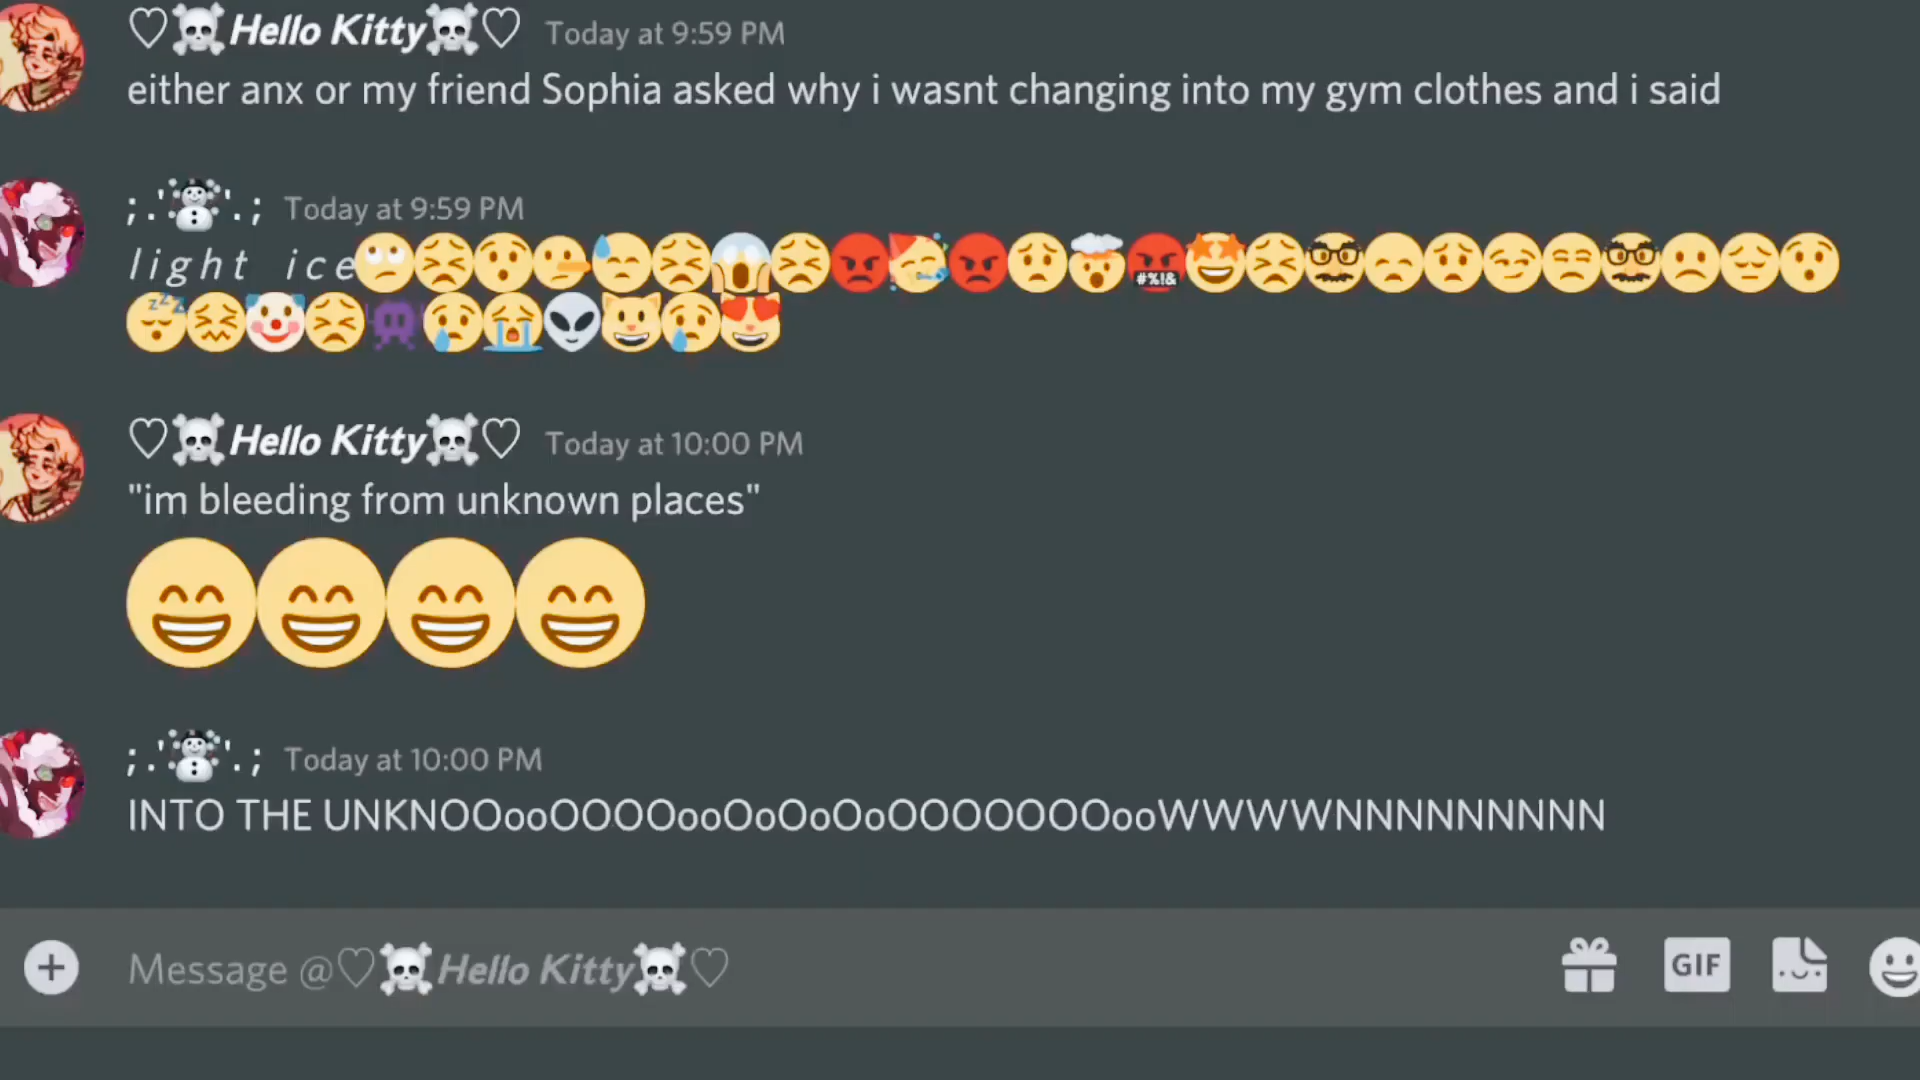 ♡☠️Hello Kitty☠️♡ Today at 9:59 PM
either anx or my friend Sophia asked why i wasnt changing into my gym clothes and i said
;.'☃️'.; Today at 9:59 PM
light ice🙄😣😯🤥😓😣😱😣😡🥳😡😟🤯🤬🤩😣🥸😞😟😏😒🥸🙁😔😯
😴😖🤡😣👾😢😭👽😺😢😻
♡☠️Hello Kitty☠️♡ Today at 10:00 PM
"im bleeding from unknown places"
😁😁😁😁
;.'☃️'.; Today at 10:00 PM
INTO THE UNKNOOooOOOOooOoOoOoOOOOOOOooWWWWNNNNNNNNN
Message @♡☠️Hello Kitty☠️♡
GIF